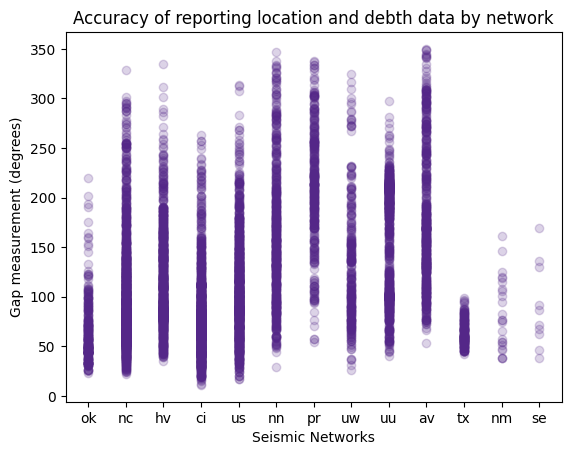 Accuracy of reporting location and debth data by network
Gap measurement (degrees)
350
300
250
200
150
100
50
0
ok nc hv ci us nn pr uw uu av tx nm se
Seismic Networks